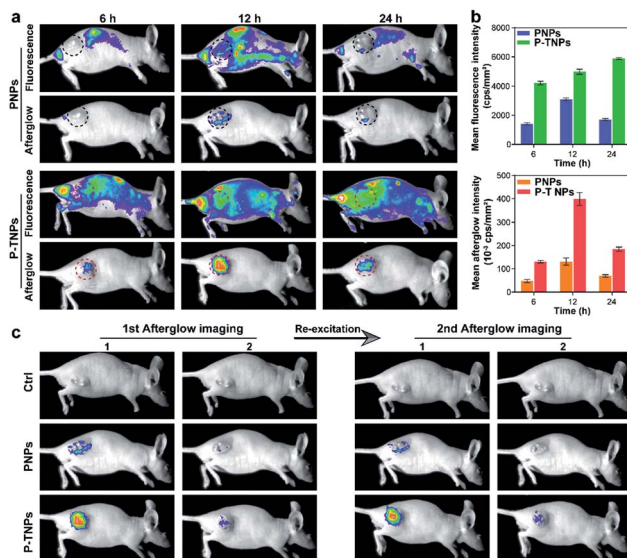 a
6 h
12 h
24 h
PNPs
Fluorescence
Afterglow
P-TNPs
Fluorescence
Afterglow
b
PNPs
P-TNPs
Mean fluorescence intensity
(cps/mm²)
8000
6000
4000
2000
0
6
12
24
Time (h)
PNPs
P-T NPs
Mean afterglow intensity
(10⁻³ cps/mm²)
500
400
300
200
100
0
6
12
24
Time (h)
c
1st Afterglow imaging
Re-excitation
2nd Afterglow imaging
1
2
1
2
Ctrl
PNPs
P-TNPs